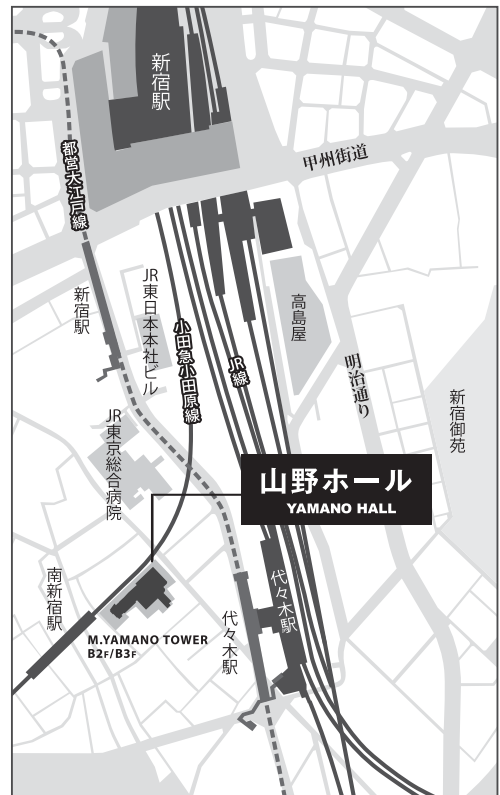 新宿駅
甲州街道
都営大江戸線
新宿駅
JR東日本本社ビル
小田急小田原線
JR線
高島屋
明治通り
新宿御苑
JR東京総合病院
山野ホール
YAMANO HALL
南新宿駅
M.YAMANO TOWER
B2F/B3F
代々木駅
代々木駅